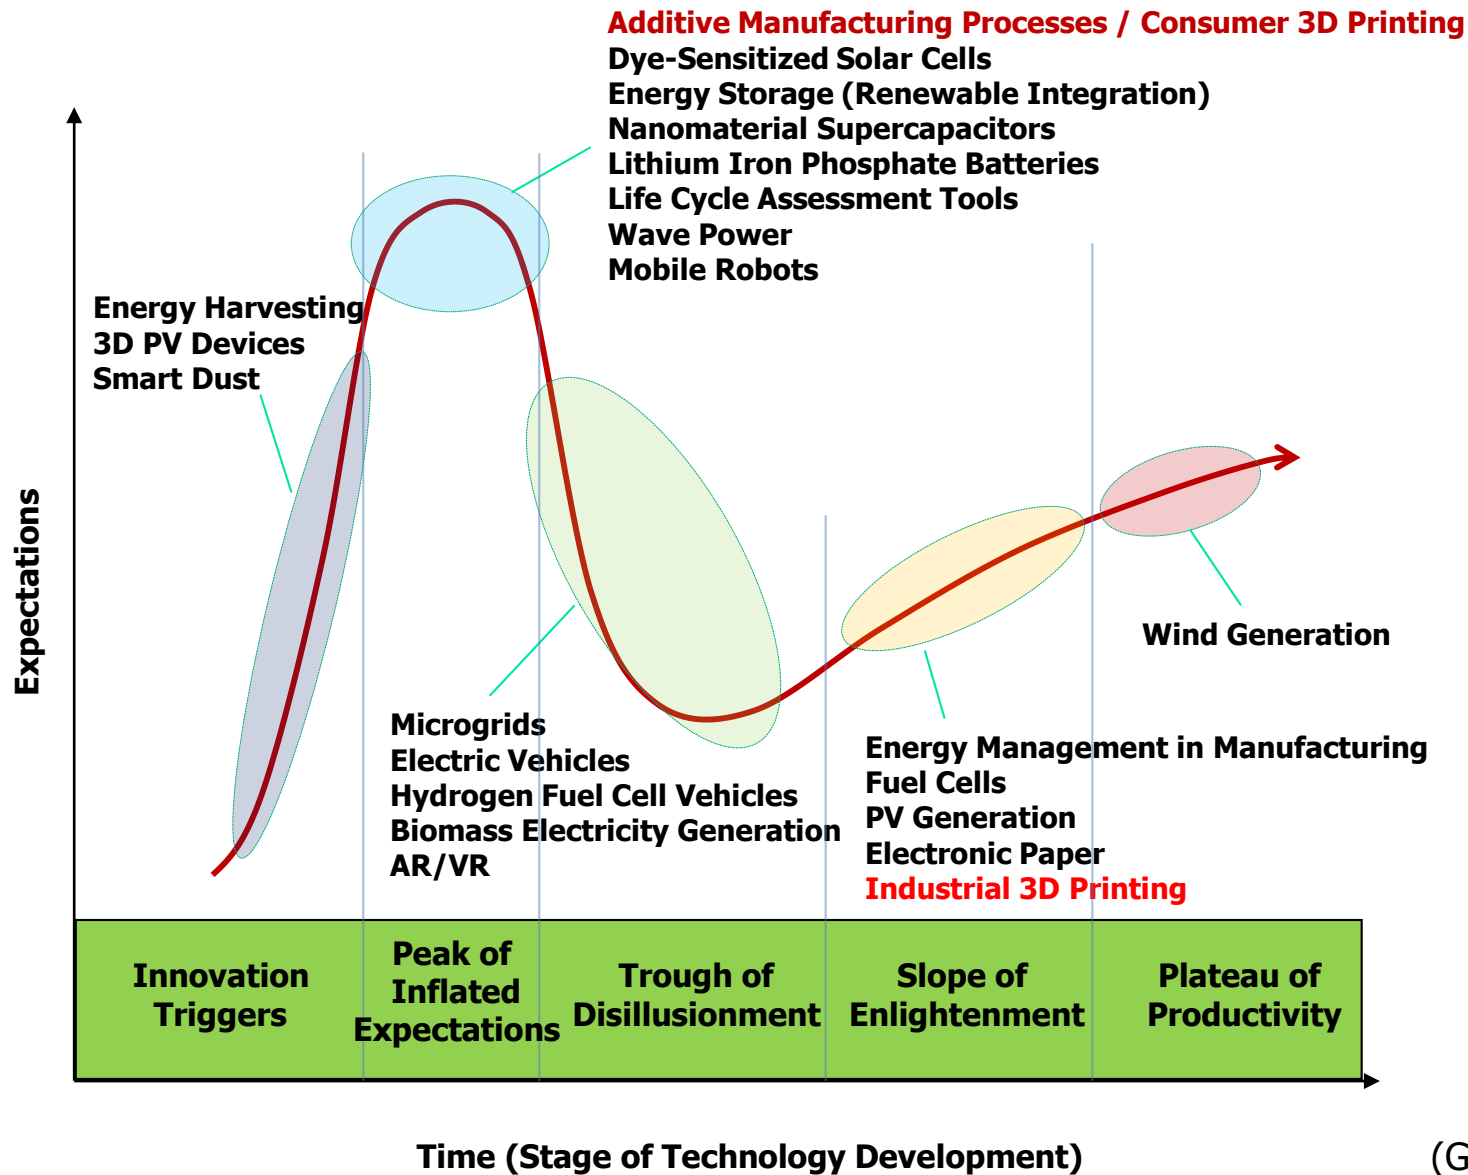 Additive Manufacturing Processes / Consumer 3D Printing
Dye-Sensitized Solar Cells
Energy Storage (Renewable Integration)
Nanomaterial Supercapacitors
Lithium Iron Phosphate Batteries
Life Cycle Assessment Tools
Wave Power
Mobile Robots
Energy Harvesting
3D PV Devices
Smart Dust
Expectations
Wind Generation
Microgrids
Electric Vehicles
Hydrogen Fuel Cell Vehicles
Biomass Electricity Generation
AR/VR
Energy Management in Manufacturing
Fuel Cells
PV Generation
Electronic Paper
Industrial 3D Printing
Innovation
Triggers
Peak of
Inflated
Expectations
Trough of
Disillusionment
Slope of
Enlightenment
Plateau of
Productivity
Time (Stage of Technology Development)
(G